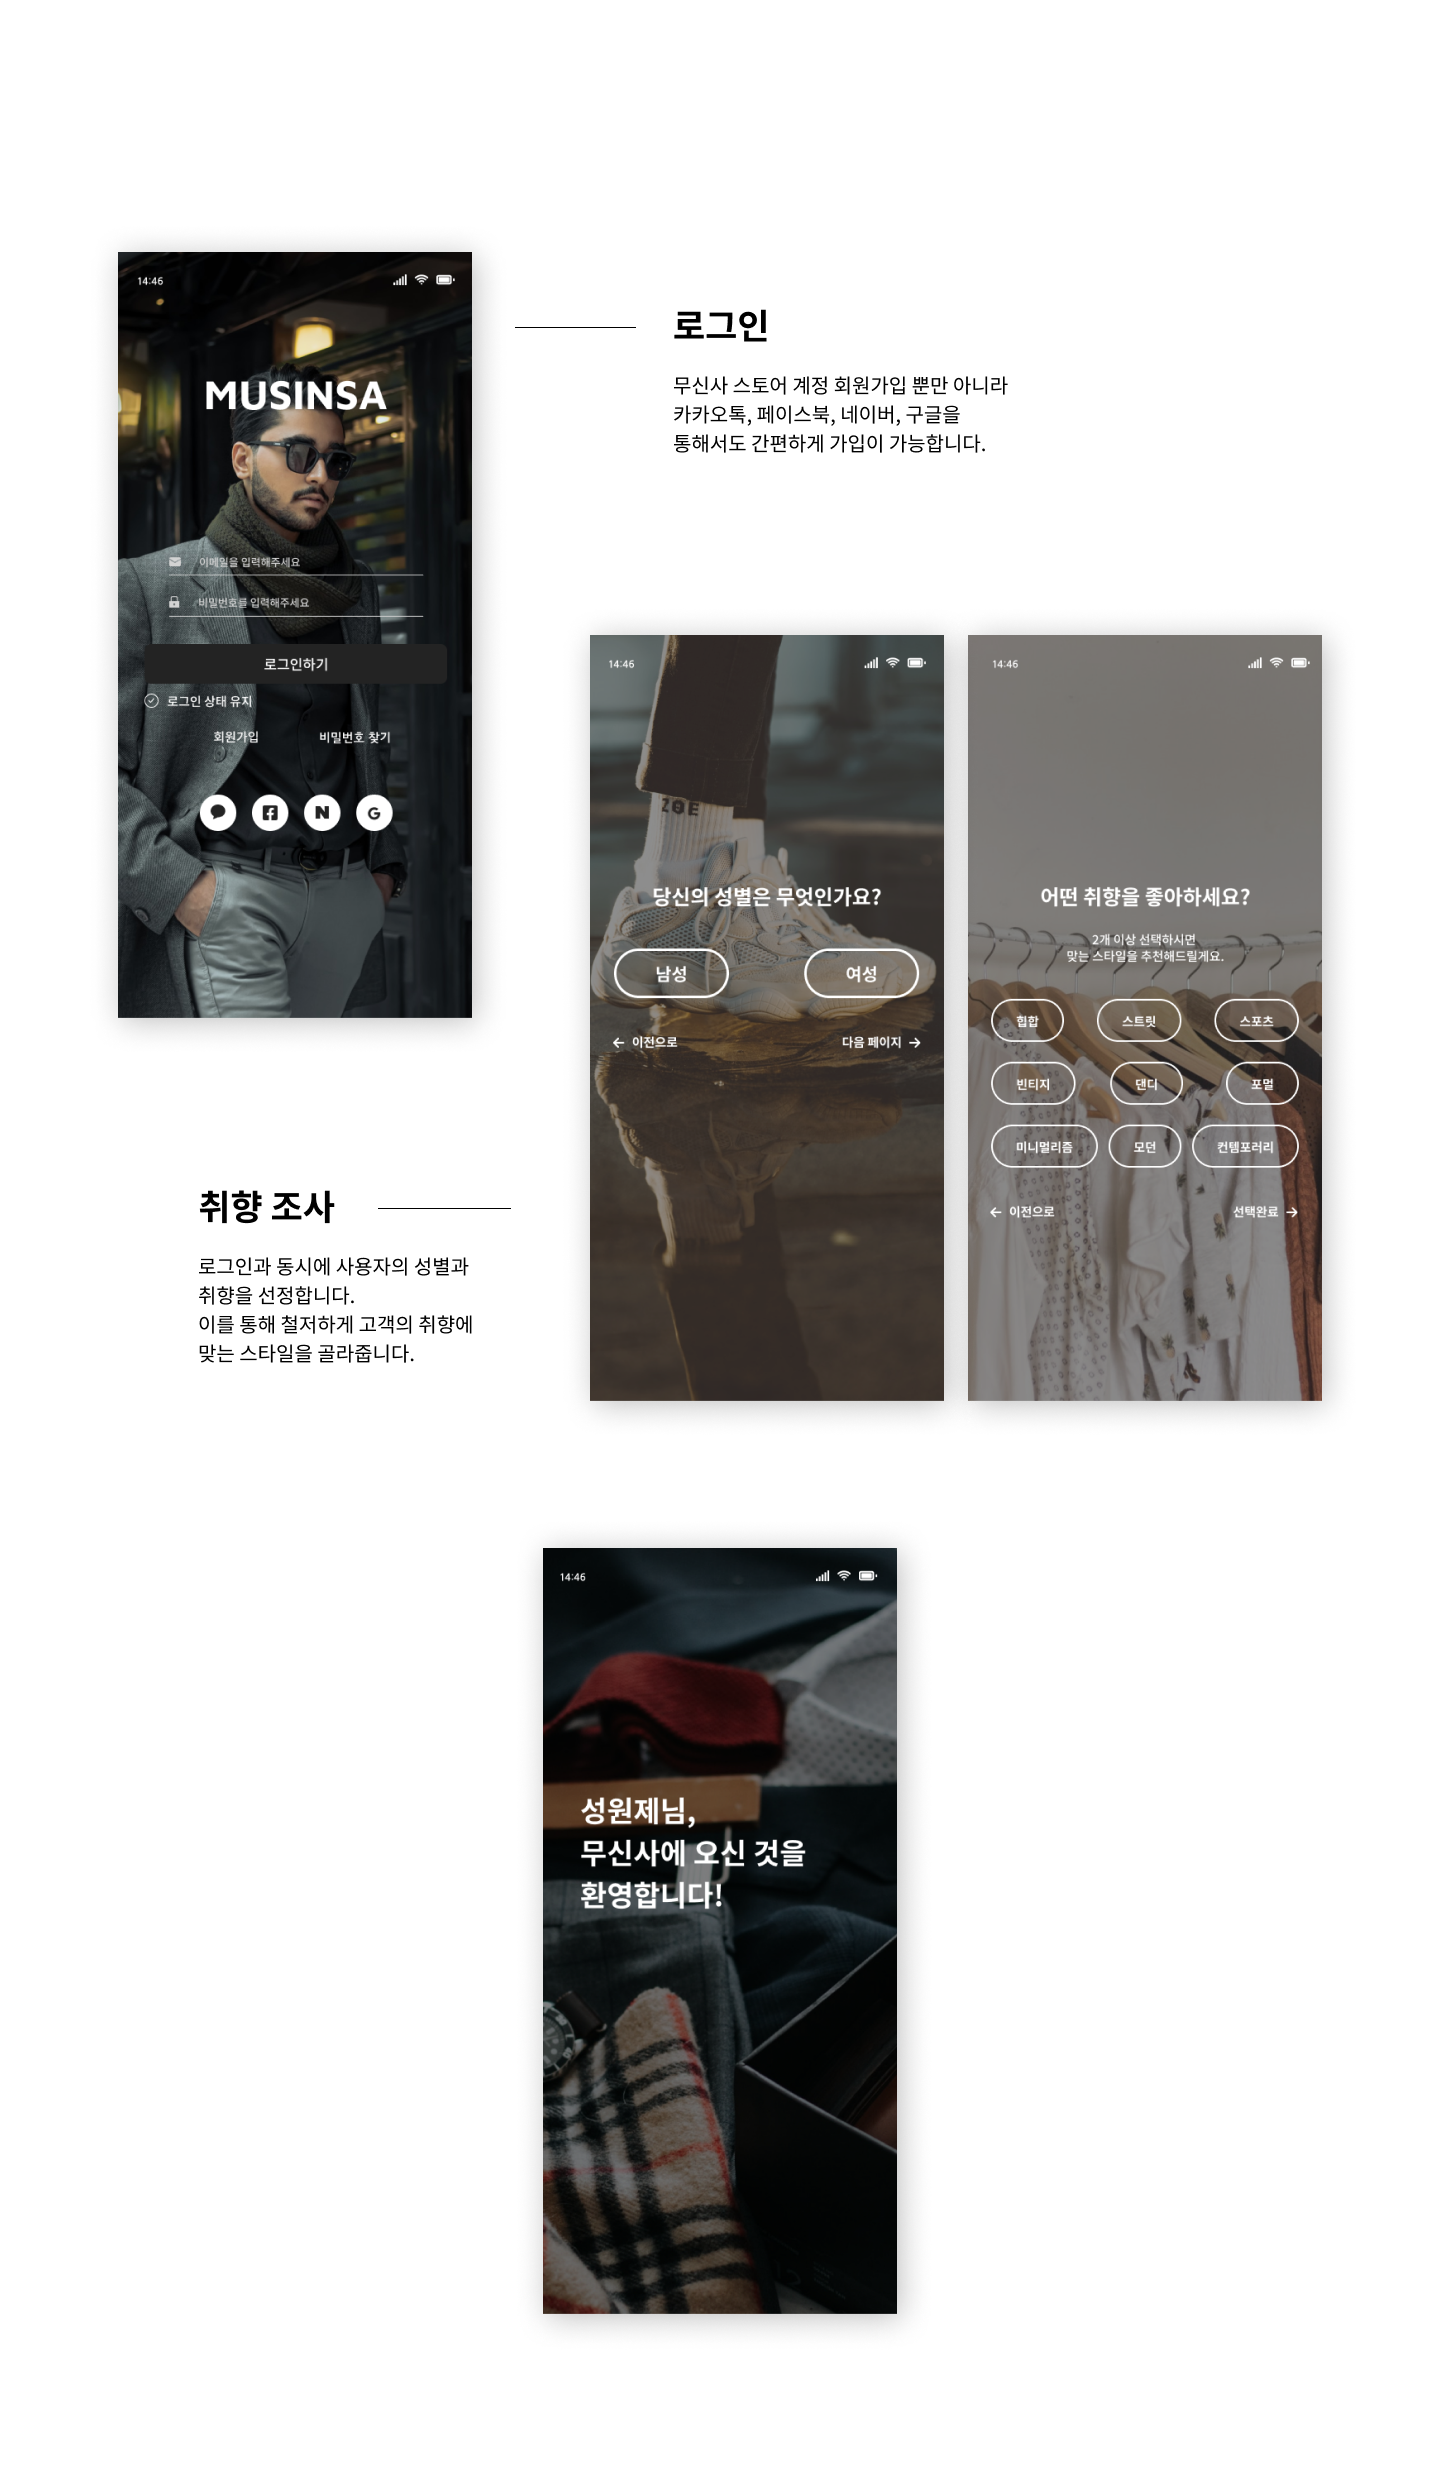 14:46
MUSINSA
이메일을 입력해주세요
비밀번호를 입력해주세요
로그인하기
로그인 상태 유지
회원가입 비밀번호 찾기
N G
로그인
무신사 스토어 계정 회원가입 뿐만 아니라
카카오톡, 페이스북, 네이버, 구글을
통해서도 간편하게 가입이 가능합니다.
14:46
ZOE
당신의 성별은 무엇인가요?
남성 여성
이전으로 다음 페이지
14:46
어떤 취향을 좋아하세요?
2개 이상 선택하시면
맞는 스타일을 추천해드릴게요.
힙합 스트릿 스포츠
빈티지 댄디 포멀
미니멀리즘 모던 컨템포러리
이전으로 선택완료
취향 조사
로그인과 동시에 사용자의 성별과
취향을 선정합니다.
이를 통해 철저하게 고객의 취향에
맞는 스타일을 골라줍니다.
14:46
성원제님,
무신사에 오신 것을
환영합니다!